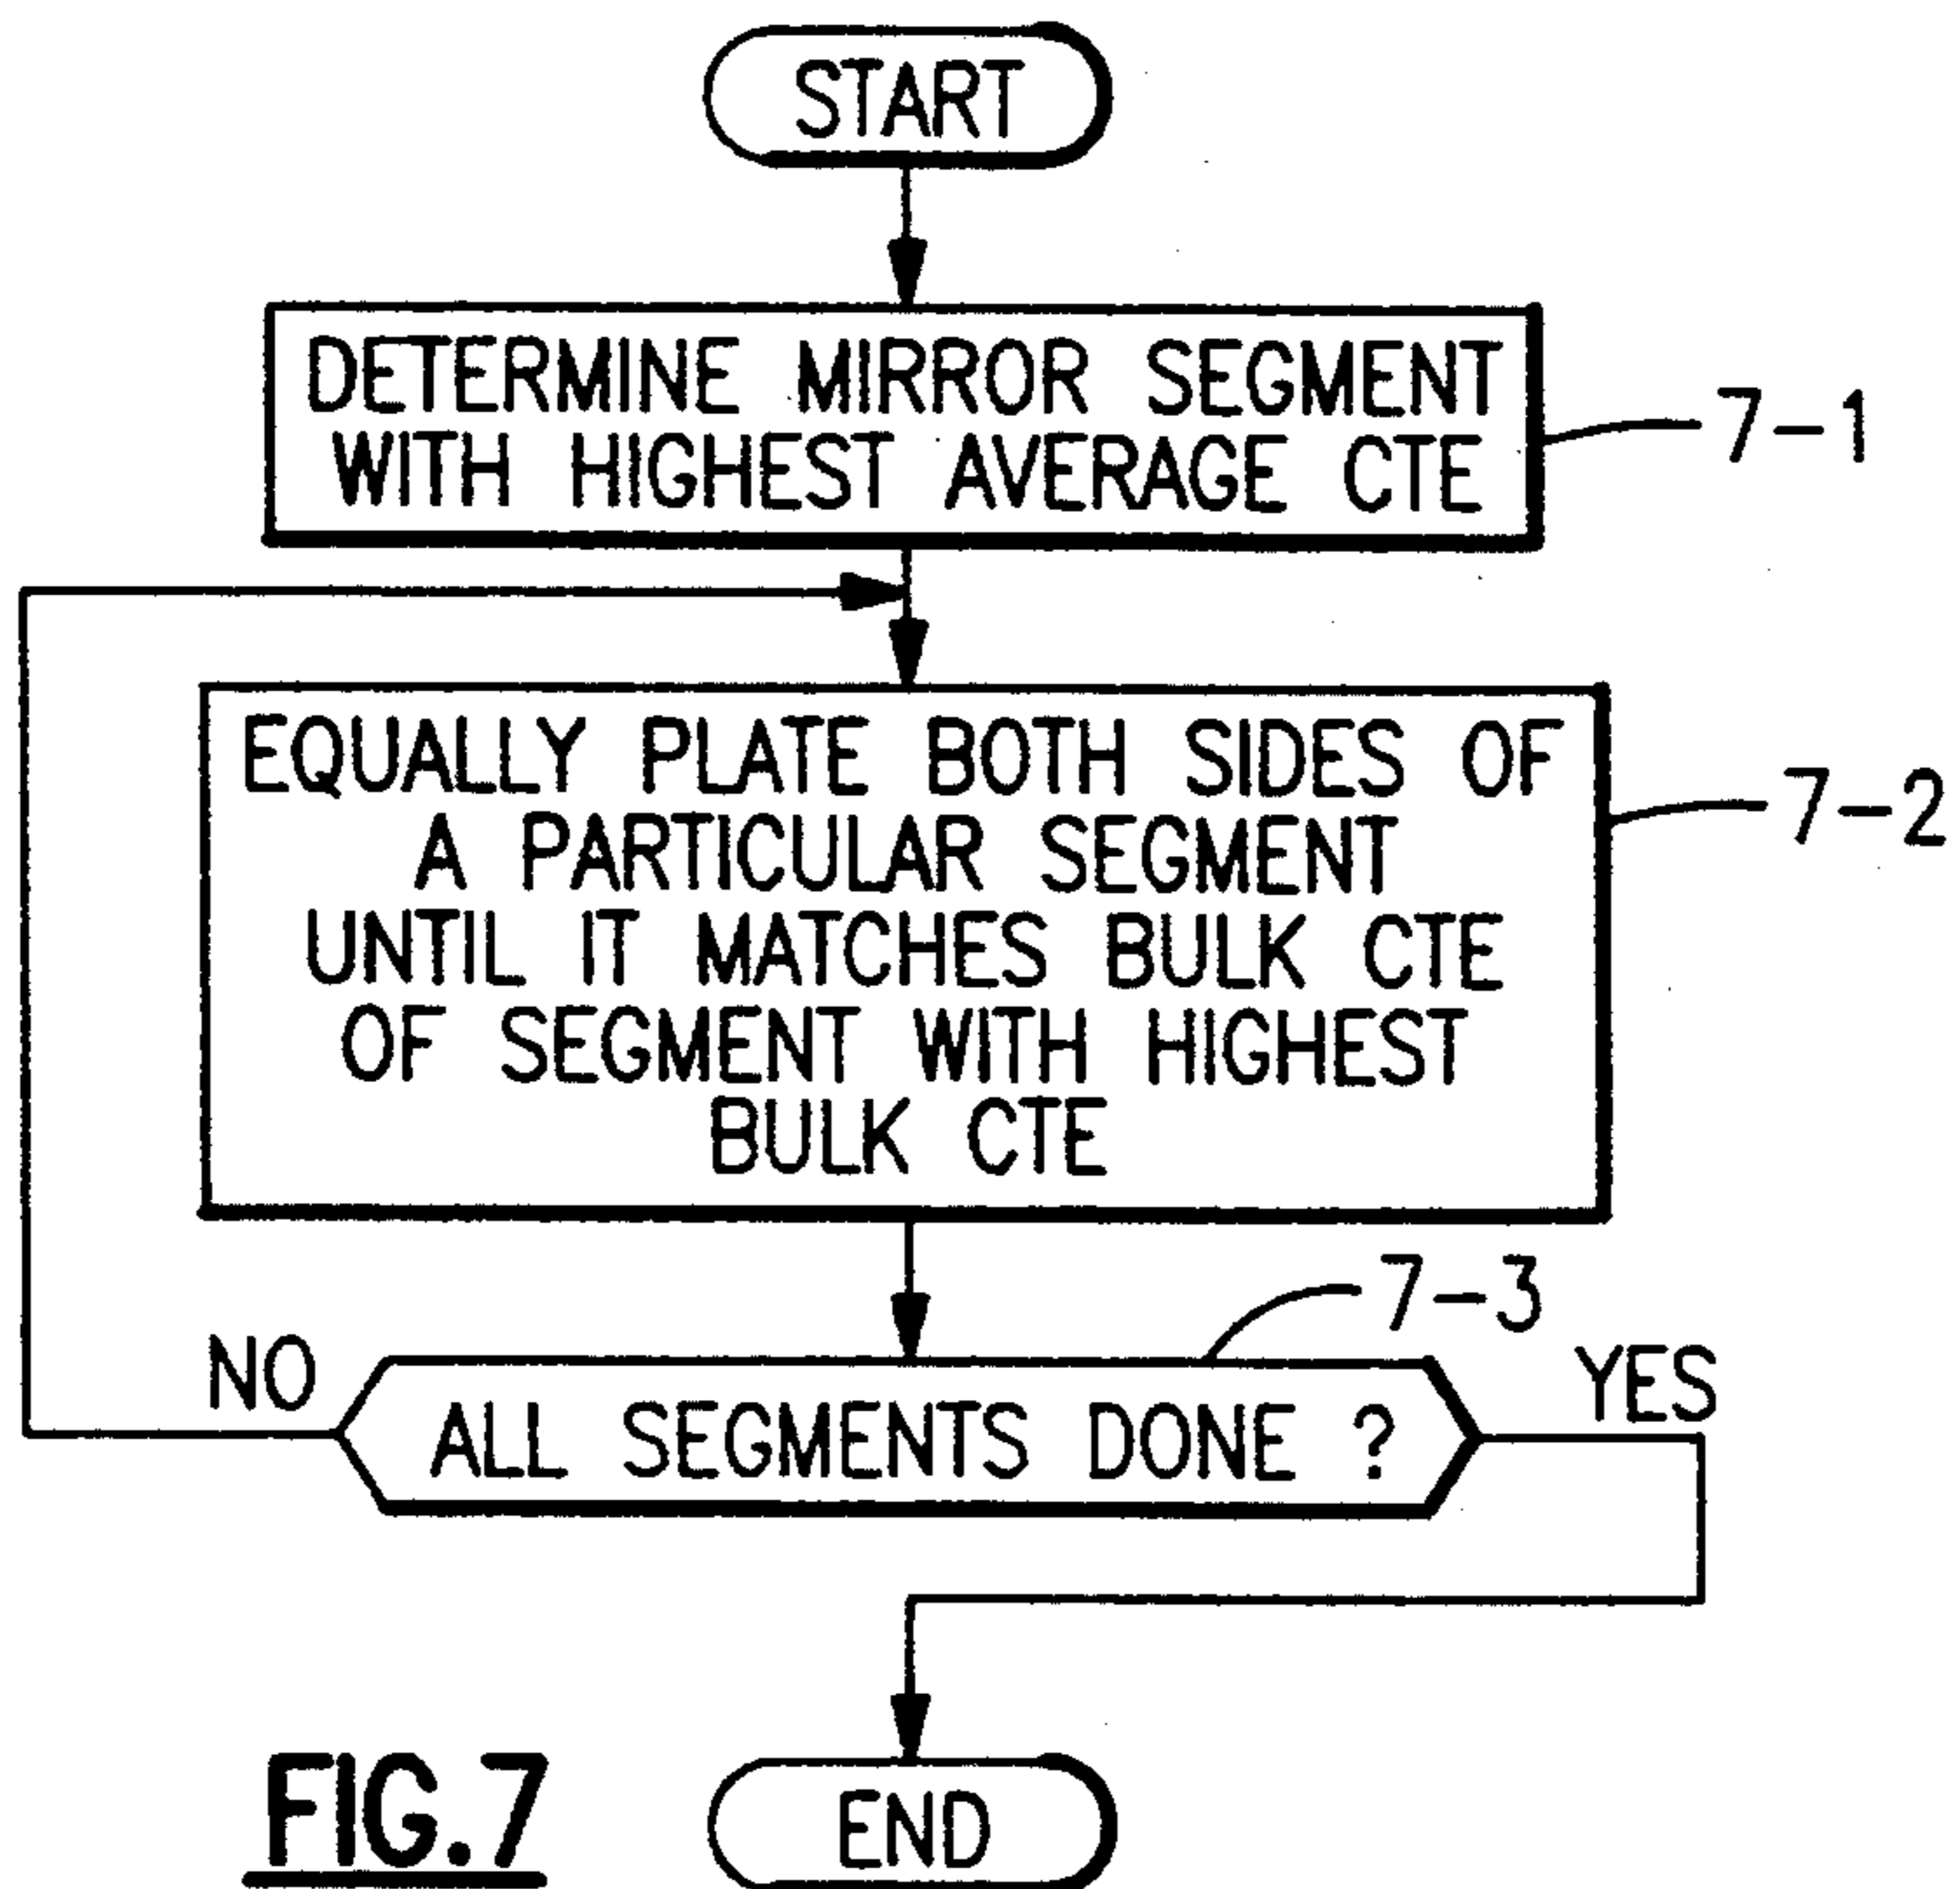 START
DETERMINE MIRROR SEGMENT
WITH HIGHEST AVERAGE CTE
7-1
EQUALLY PLATE BOTH SIDES OF
A PARTICULAR SEGMENT
UNTIL IT MATCHES BULK CTE
OF SEGMENT WITH HIGHEST
BULK CTE
7-2
7-3
NO
ALL SEGMENTS DONE ?
YES
END
FIG.7